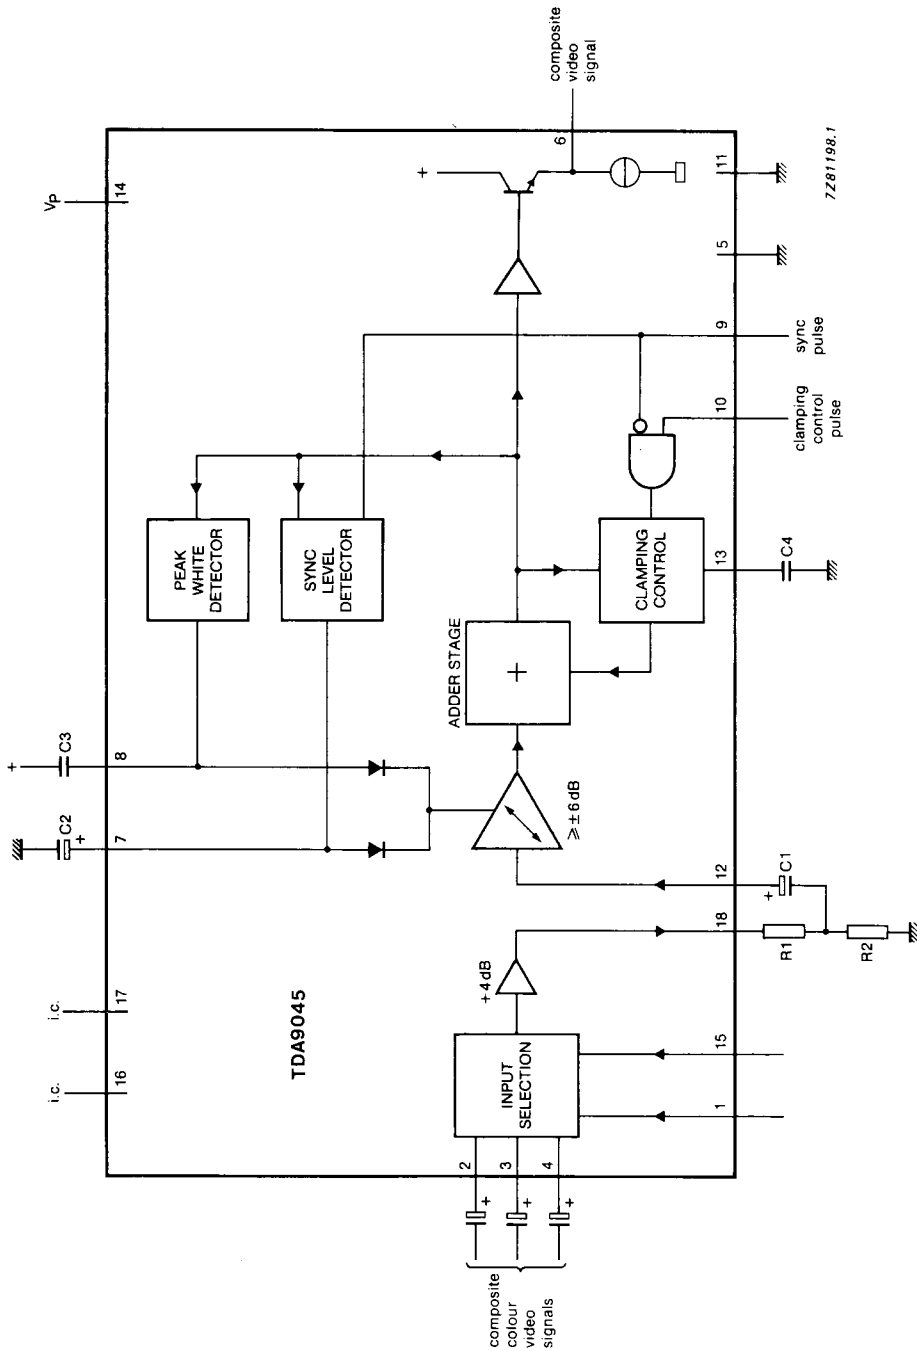 i.c.
16
i.c.
17
C2
+
7
+
C3
8
VP
14
TDA9045
PEAK
WHITE
DETECTOR
SYNC
LEVEL
DETECTOR
composite
colour
video
signals
2
+
3
+
4
+
INPUT
SELECTION
+4 dB
⩾ ± 6 dB
ADDER STAGE
+
CLAMPING
CONTROL
+
6
composite
video
signal
1
15
18
R1
R2
12
+
C1
13
C4
10
clamping
control
pulse
9
sync
pulse
5
11
7Z81198.1